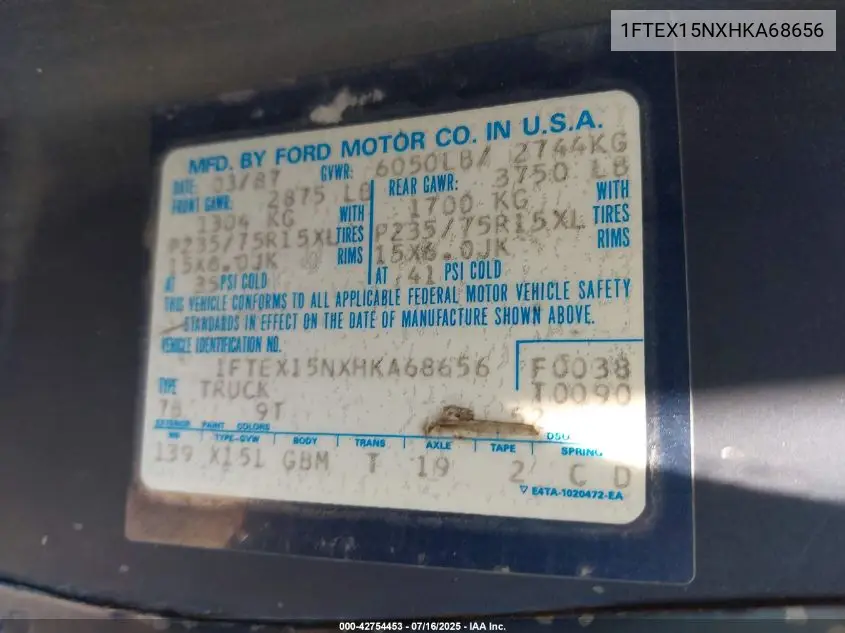 1FTEX15NXHKA68656
MFD. BY FORD MOTOR CO. IN U.S.A.
DATE: 03/87 GVWR: 6050LB/ 2744KG
FRONT GAWR: 2875 LB REAR GAWR: 3750 LB
1304 KG WITH 1700 KG WITH
P235/75R15XL TIRES P235/75R15XL TIRES
15X6.0JK RIMS 15X6.0JK RIMS
AT 35 PSI COLD AT 41 PSI COLD
THIS VEHICLE CONFORMS TO ALL APPLICABLE FEDERAL MOTOR VEHICLE SAFETY
STANDARDS IN EFFECT ON THE DATE OF MANUFACTURE SHOWN ABOVE.
VEHICLE IDENTIFICATION NO.
1FTEX15NXHKA68656 F0038
TYPE TRUCK T0090
9T 52
EXTERIOR PAINT COLORS DSO
WB TYPE-GVW BODY TRANS AXLE TAPE SPRING
139 X151 GBM T 19 2 C D
▽ E4TA-1020472-EA
000-42754453 - 07/16/2025 - IAA Inc.